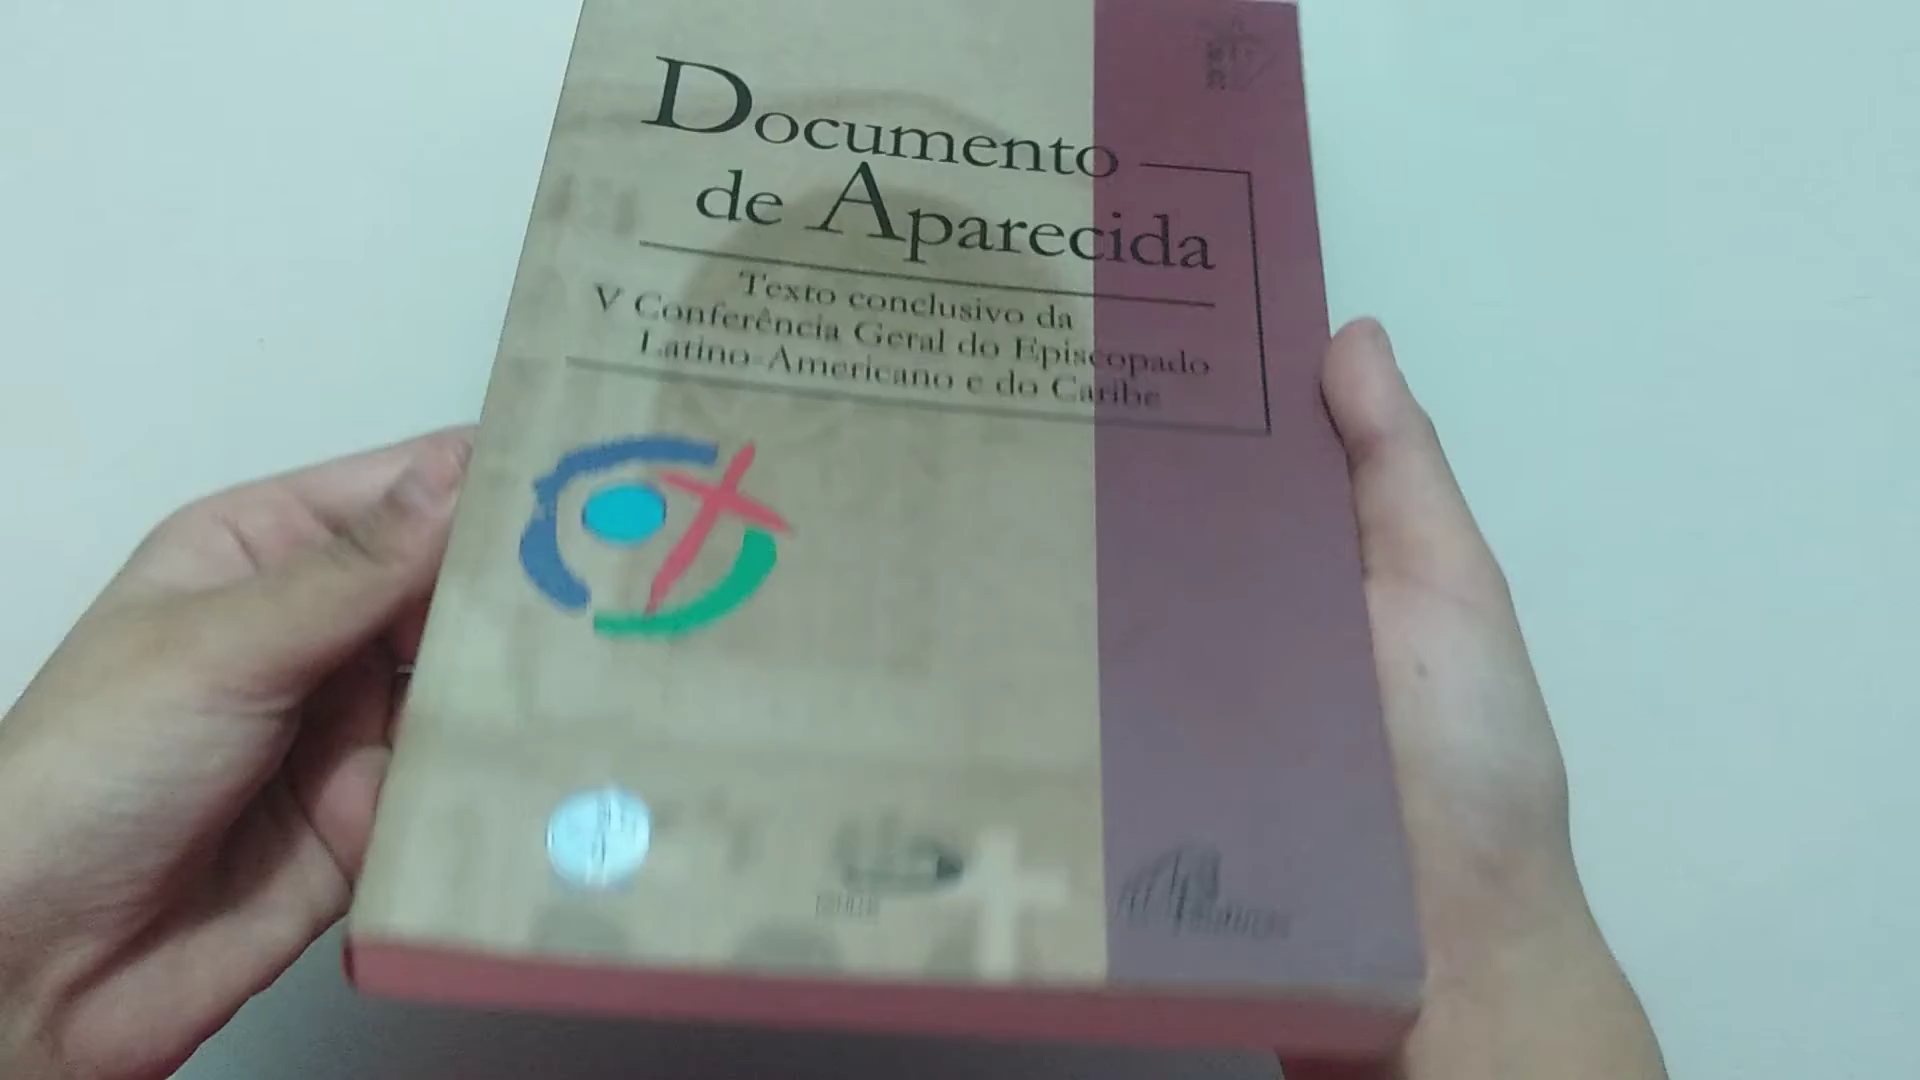 Documento
de Aparecida
Texto conclusivo da
V Conferência Geral do Episcopado
Latino-Americano e do Caribe